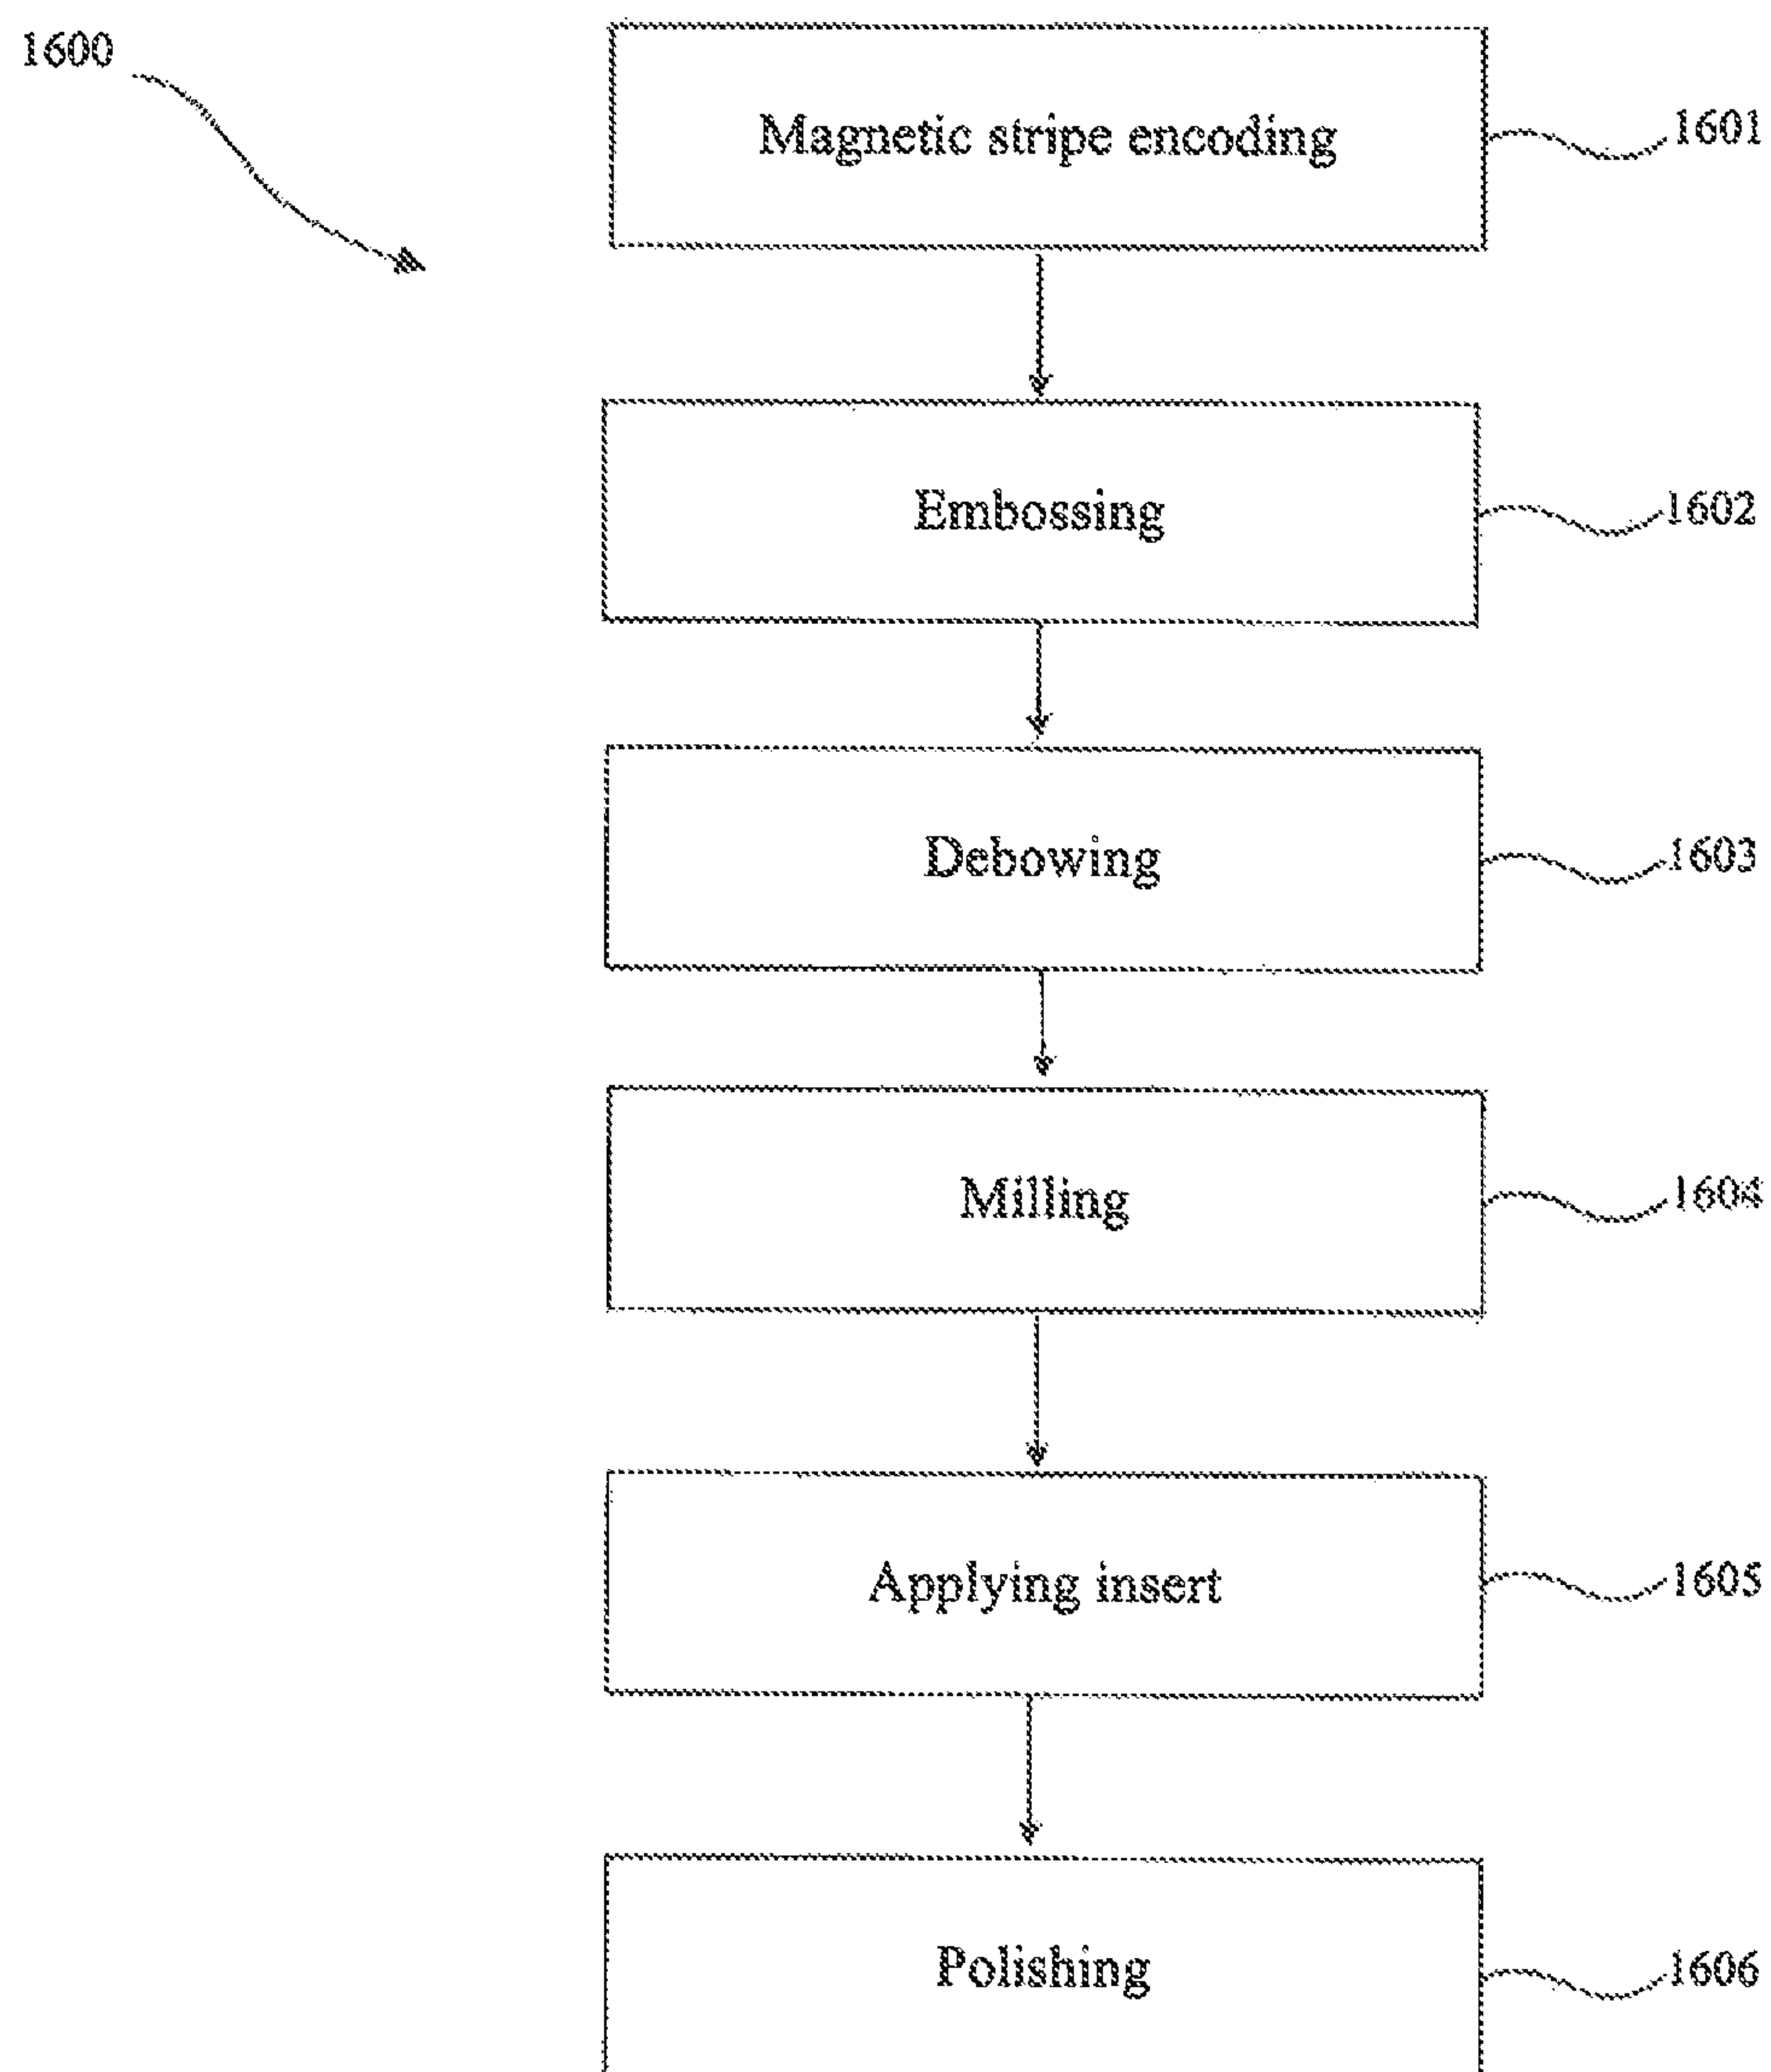 1600
Magnetic stripe encoding
1601
Embossing
1602
Debowing
1603
Milling
1604
Applying insert
1605
Polishing
1606